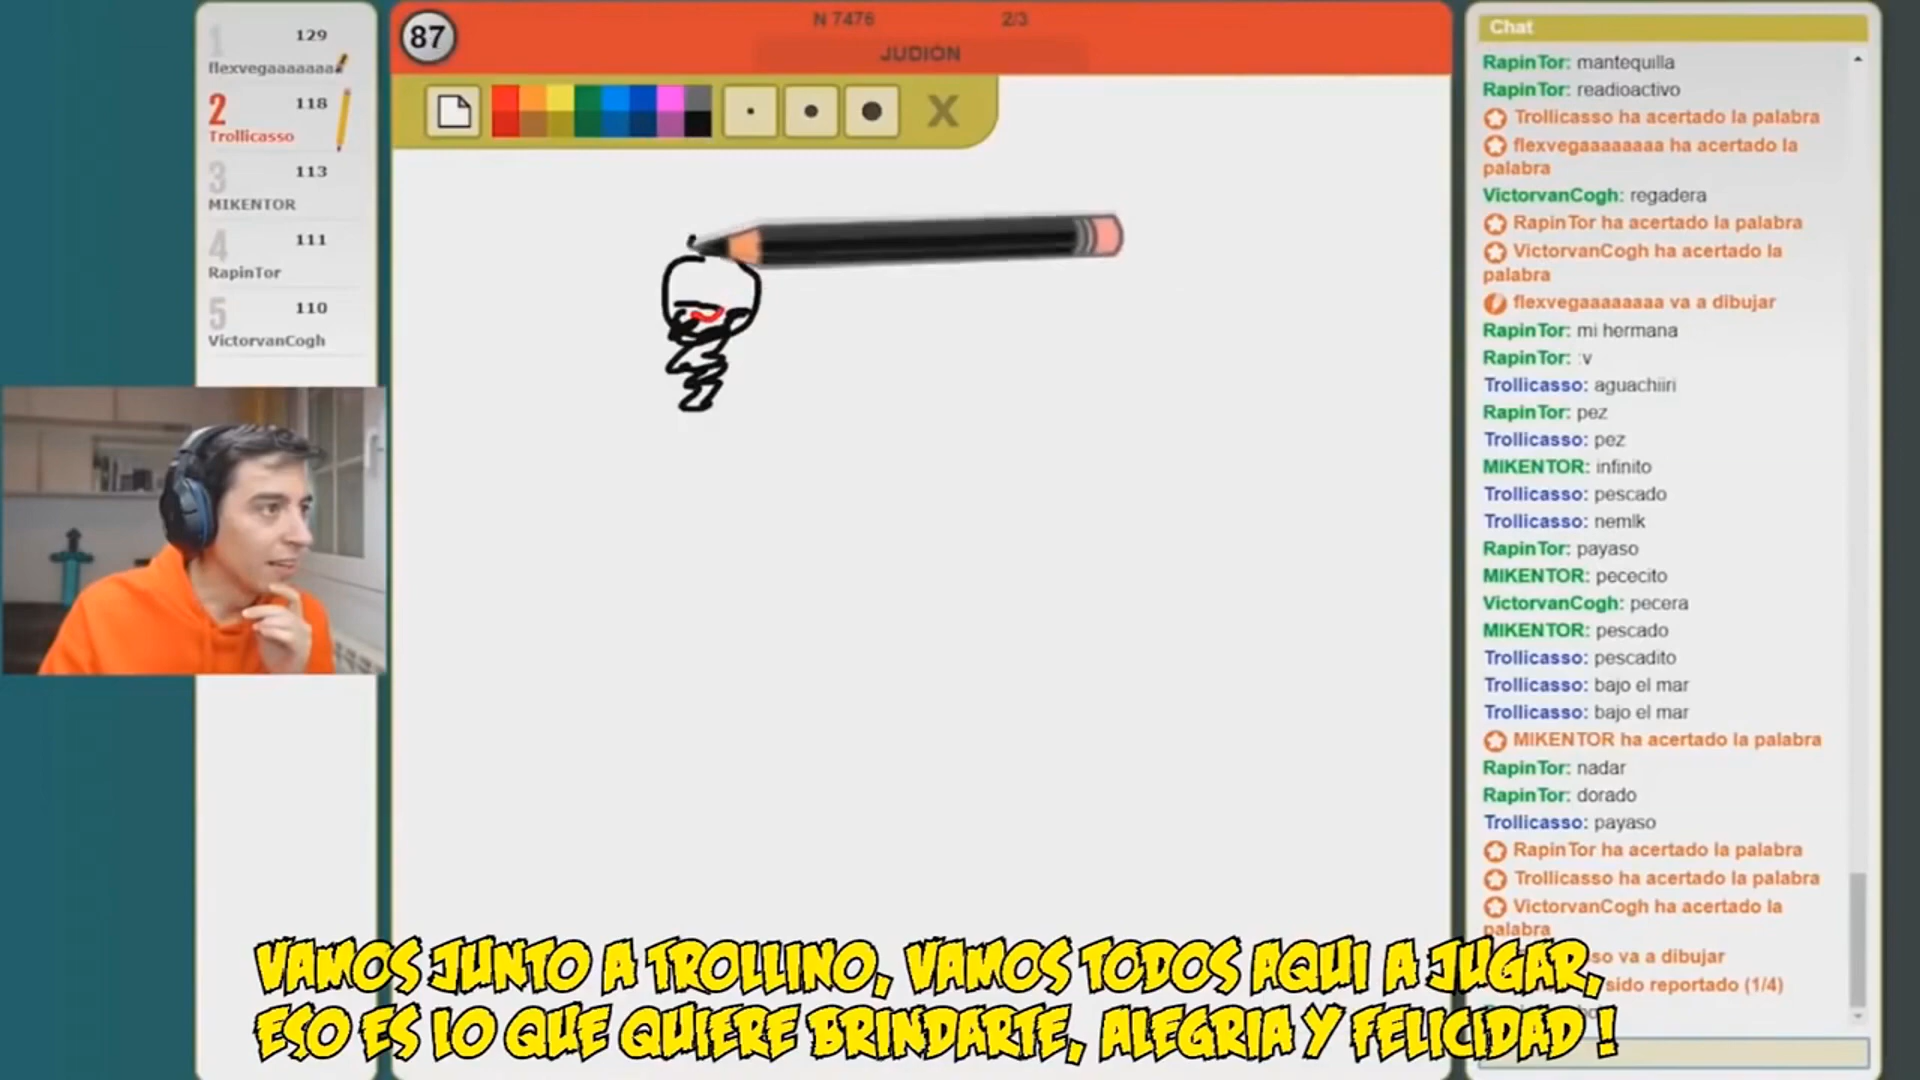 1 129
flexvegaaaaaaaa
2 118
Trollicasso
3 113
MIKENTOR
4 111
RapinTor
5 110
VictorvanCogh
87
N 7476 2/3
JUDIÓN
X
Chat
RapinTor: mantequilla
RapinTor: readioactivo
Trollicasso ha acertado la palabra
flexvegaaaaaaaa ha acertado la
palabra
VictorvanCogh: regadera
RapinTor ha acertado la palabra
VictorvanCogh ha acertado la
palabra
flexvegaaaaaaaa va a dibujar
RapinTor: mi hermana
RapinTor: :v
Trollicasso: aguachiiri
RapinTor: pez
Trollicasso: pez
MIKENTOR: infinito
Trollicasso: pescado
Trollicasso: nemlk
RapinTor: payaso
MIKENTOR: pececito
VictorvanCogh: pecera
MIKENTOR: pescado
Trollicasso: pescadito
Trollicasso: bajo el mar
Trollicasso: bajo el mar
MIKENTOR ha acertado la palabra
RapinTor: nadar
RapinTor: dorado
Trollicasso: payaso
RapinTor ha acertado la palabra
Trollicasso ha acertado la palabra
VictorvanCogh ha acertado la
palabra
va a dibujar
sido reportado (1/4)
VAMOS JUNTO A TROLLINO, VAMOS TODOS AQUI A JUGAR,
ESO ES LO QUE QUIERE BRINDARTE, ALEGRIA Y FELICIDAD !